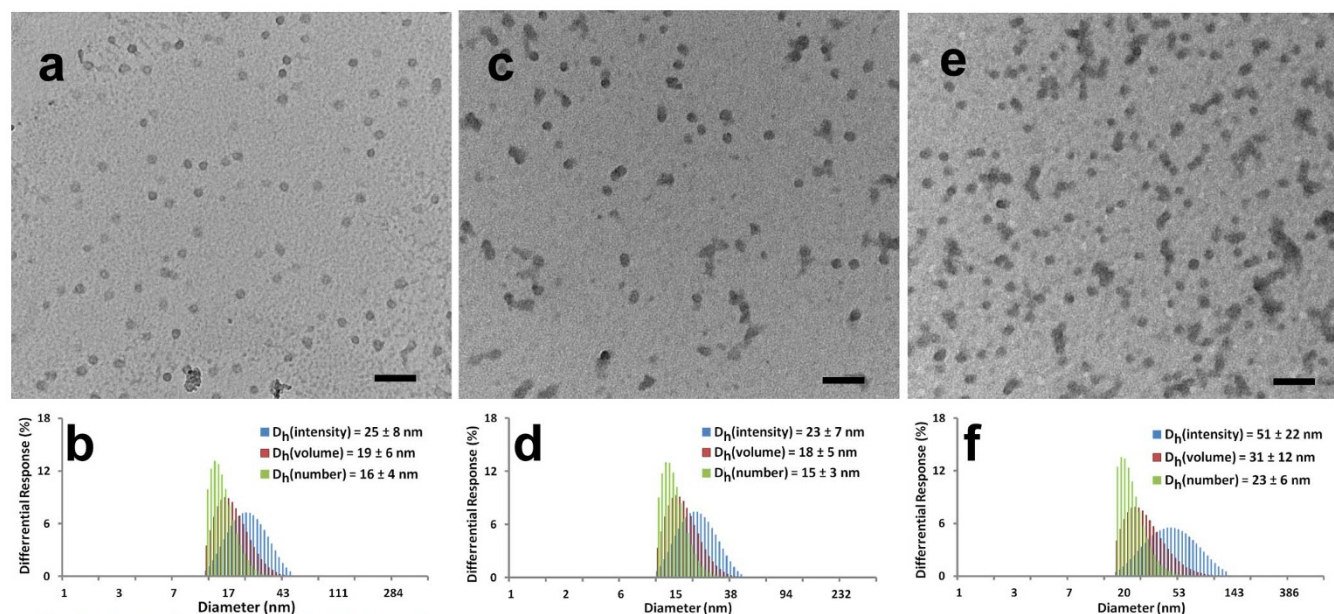 a
c
e
b
18
12
6
0
Differrential Response (%)
Dh(intensity) = 25 ± 8 nm
Dh(volume) = 19 ± 6 nm
Dh(number) = 16 ± 4 nm
1 3 7 17 43 111 284
Diameter (nm)
d
18
12
6
0
Differrential Response (%)
Dh(intensity) = 23 ± 7 nm
Dh(volume) = 18 ± 5 nm
Dh(number) = 15 ± 3 nm
1 2 6 15 38 94 232
Diameter (nm)
f
18
12
6
0
Differrential Response (%)
Dh(intensity) = 51 ± 22 nm
Dh(volume) = 31 ± 12 nm
Dh(number) = 23 ± 6 nm
1 3 7 20 53 143 386
Diameter (nm)